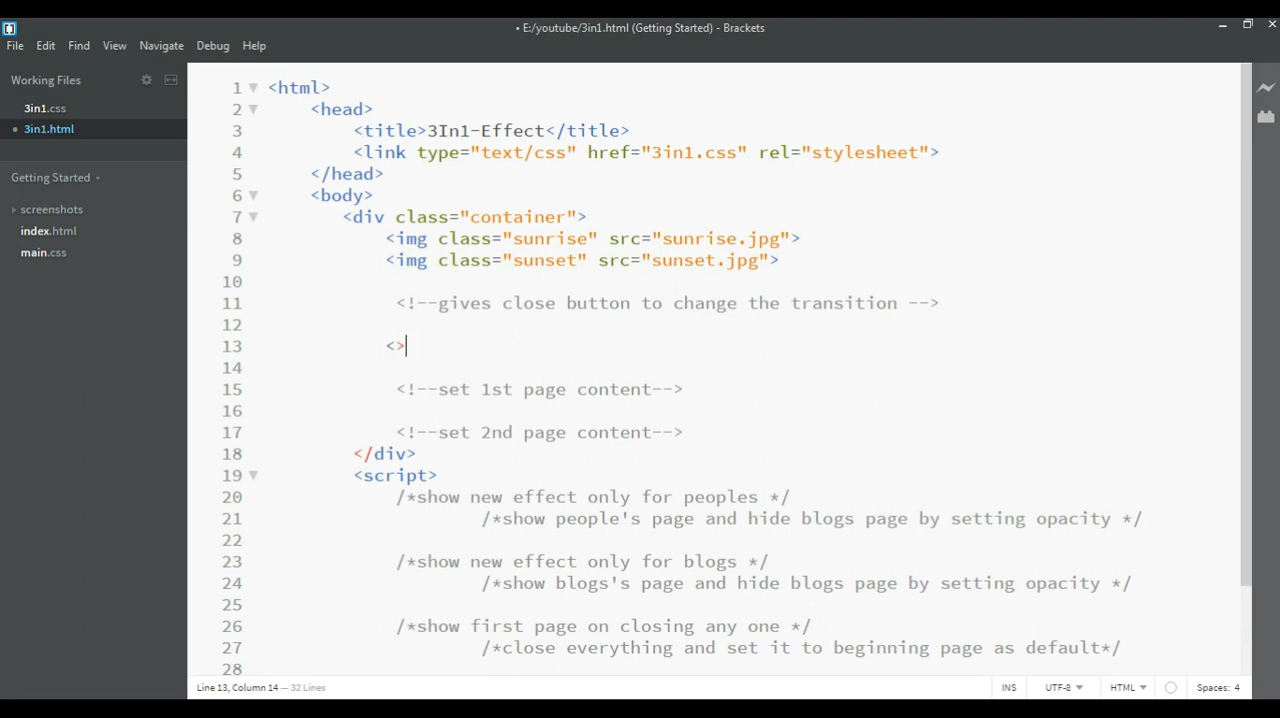 • E:/youtube/3in1.html (Getting Started) - Brackets
File Edit Find View Navigate Debug Help
Working Files
3in1.css
• 3in1.html
Getting Started
screenshots
index.html
main.css
1 <html>
2 <head>
3 <title>3In1-Effect</title>
4 <link type="text/css" href="3in1.css" rel="stylesheet">
5 </head>
6 <body>
7 <div class="container">
8 <img class="sunrise" src="sunrise.jpg">
9 <img class="sunset" src="sunset.jpg">
10
11 <!--gives close button to change the transition -->
12
13 <>
14
15 <!--set 1st page content-->
16
17 <!--set 2nd page content-->
18 </div>
19 <script>
20 /*show new effect only for peoples */
21 /*show people's page and hide blogs page by setting opacity */
22
23 /*show new effect only for blogs */
24 /*show blogs's page and hide blogs page by setting opacity */
25
26 /*show first page on closing any one */
27 /*close everything and set it to beginning page as default*/
28
Line 13, Column 14 — 32 Lines INS UTF-8 HTML Spaces: 4